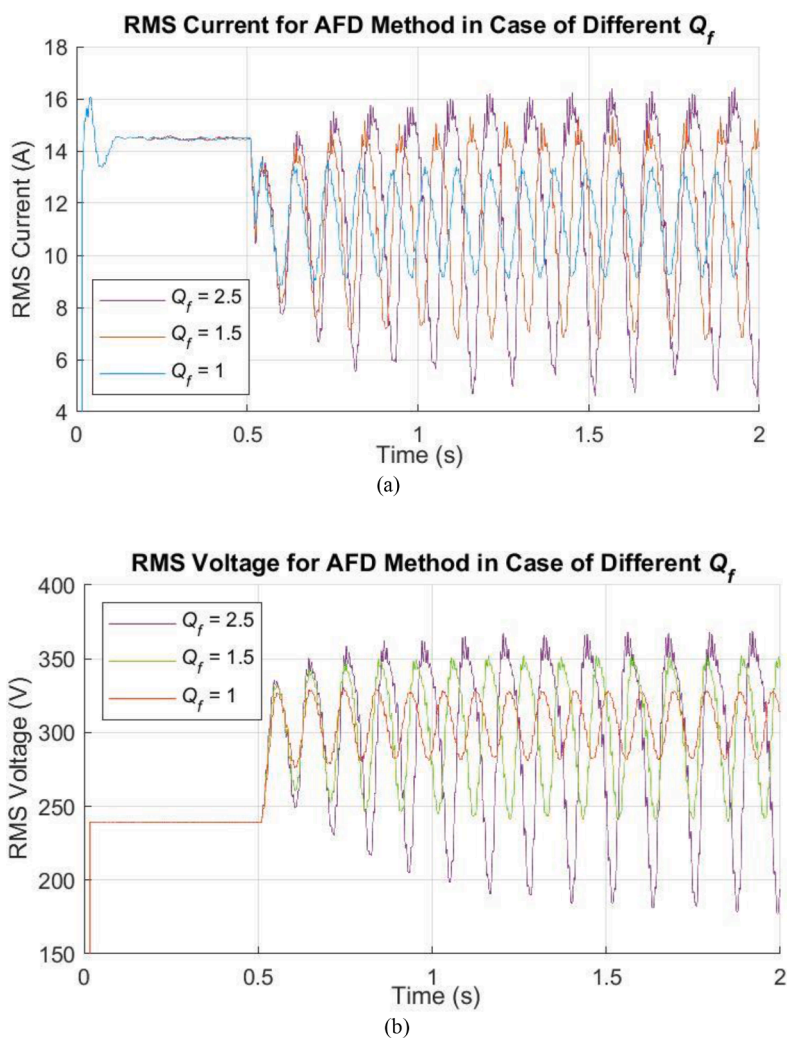 RMS Current for AFD Method in Case of Different Qf
18
16
14
12
10
8
6
4
RMS Current (A)
Qf = 2.5
Qf = 1.5
Qf = 1
0
0.5
1
1.5
2
Time (s)
(a)
RMS Voltage for AFD Method in Case of Different Qf
400
350
300
250
200
150
RMS Voltage (V)
Qf = 2.5
Qf = 1.5
Qf = 1
0
0.5
1
1.5
2
Time (s)
(b)